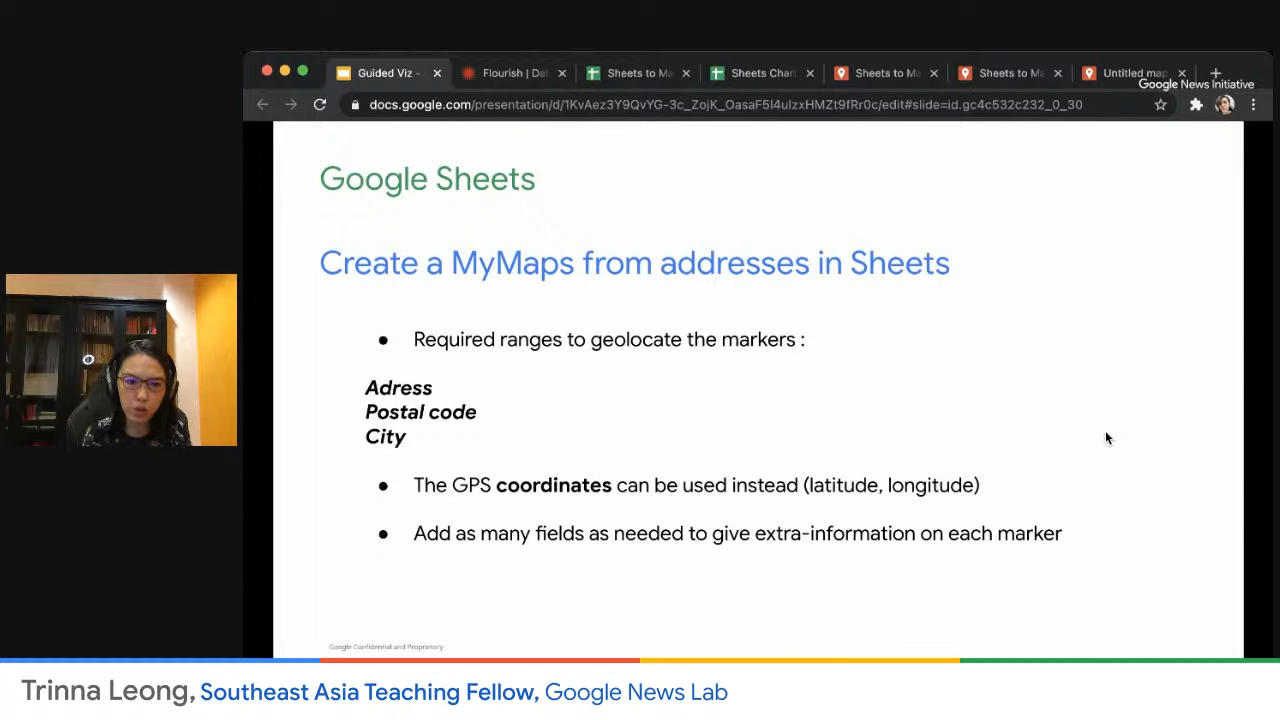 Guided Viz -
Flourish | Dat
Sheets to Ma
Sheets Chart
Sheets to Ma
Sheets to Ma
Untitled map
Google News Initiative
docs.google.com/presentation/d/1KvAez3Y9QvYG-3c_ZojK_OasaF5I4uIzxHMZt9fRr0c/edit#slide=id.gc4c532c232_0_30
Google Sheets
Create a MyMaps from addresses in Sheets
● Required ranges to geolocate the markers :
Adress
Postal code
City
● The GPS coordinates can be used instead (latitude, longitude)
● Add as many fields as needed to give extra-information on each marker
Google Confidential and Proprietary
Trinna Leong, Southeast Asia Teaching Fellow, Google News Lab